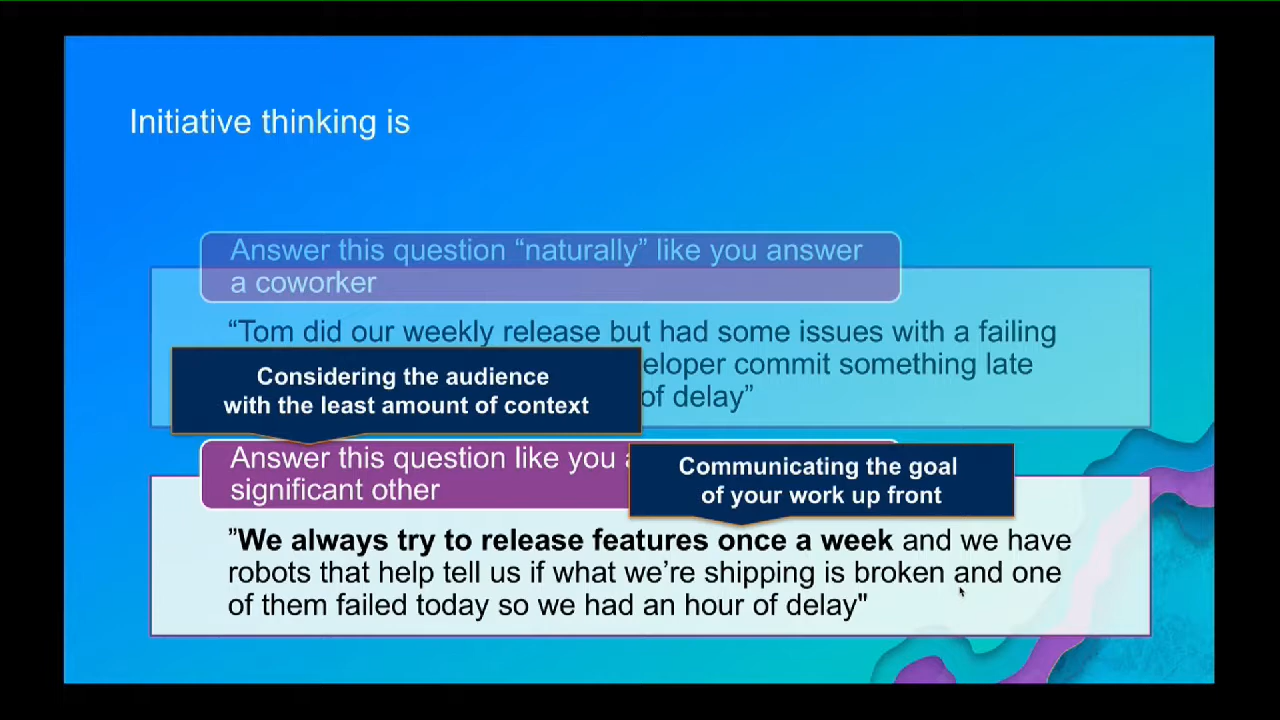 Initiative thinking is
Answer this question “naturally” like you answer
a coworker
“Tom did our weekly release but had some issues with a failing
eloper commit something late
of delay”
Considering the audience
with the least amount of context
Answer this question like you
significant other
Communicating the goal
of your work up front
”We always try to release features once a week and we have
robots that help tell us if what we’re shipping is broken and one
of them failed today so we had an hour of delay"